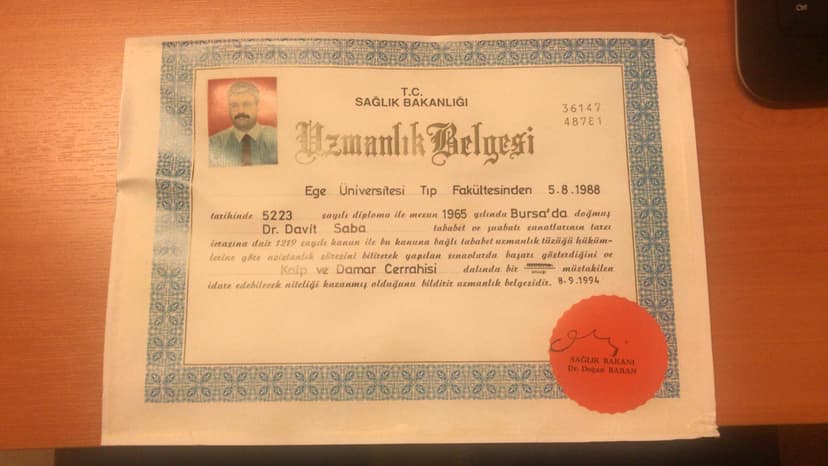 T.C.
SAĞLIK BAKANLIĞI
36147
48781
Uzmanlık Belgesi
Ege Üniversitesi Tıp Fakültesinden 5.8.1988
tarihinde 5223 sayılı diploma ile mezun 1965 yılında Bursa'da doğmuş
Dr. Davit Saba tababet ve şuabatı sanatlarının tarzı
icrasına dair 1219 sayılı kanun ile bu kanuna bağlı tababet uzmanlık tüzüğü hüküm-
lerine göre asistanlık süresini bitirerek yapılan sınavlarda başarı gösterdiğini ve
Kalp ve Damar Cerrahisi dalında bir müstakilen
idare edebilecek niteliği kazanmış olduğunu bildirir uzmanlık belgesidir. 8.9.1994
SAĞLIK BAKANI
Dr. Doğan BARAN
Ctrl